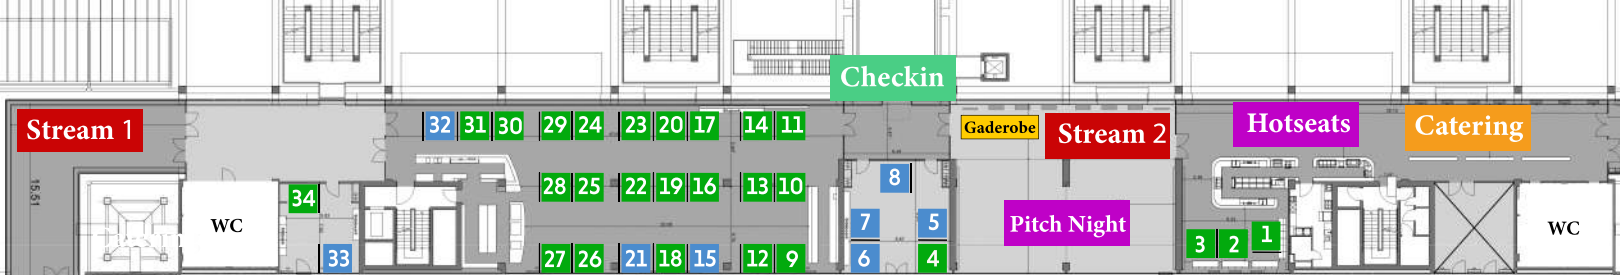 Checkin
Stream 1
32 31 30 29 24 23 20 17 14 11
Gaderobe
Stream 2
Hotseats
Catering
28 25 22 19 16 13 10
8
34
WC
7 5
Pitch Night
WC
33
27 26 21 18 15 12 9
6 4
3 2 1
15.51